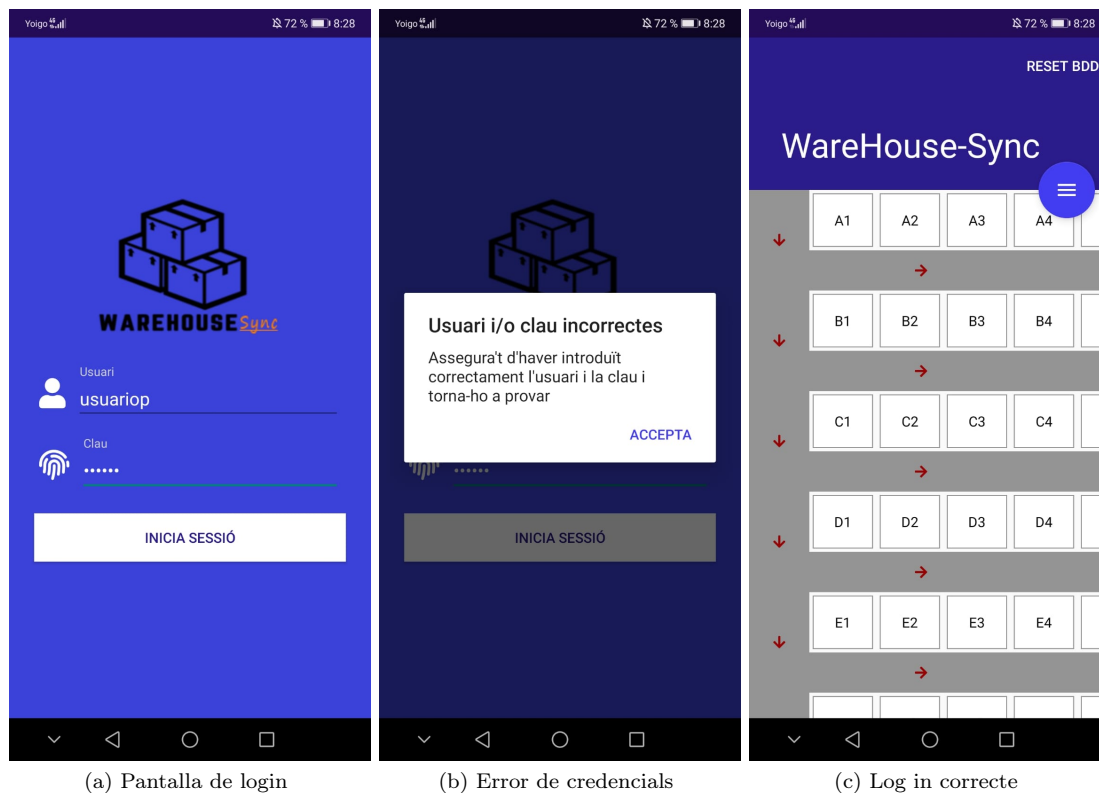 Yoigo 4G 72 % 8:28
WAREHOUSE Sync
Usuari
usuariop
Clau
••••••
INICIA SESSIÓ
(a) Pantalla de login
Yoigo 4G 72 % 8:28
Usuari i/o clau incorrectes
Assegura't d'haver introduït
correctament l'usuari i la clau i
torna-ho a provar
ACCEPTA
••••••
INICIA SESSIÓ
(b) Error de credencials
Yoigo 4G 72 % 8:28
RESET BDD
WareHouse-Sync
A1 A2 A3 A4
B1 B2 B3 B4
C1 C2 C3 C4
D1 D2 D3 D4
E1 E2 E3 E4
(c) Log in correcte